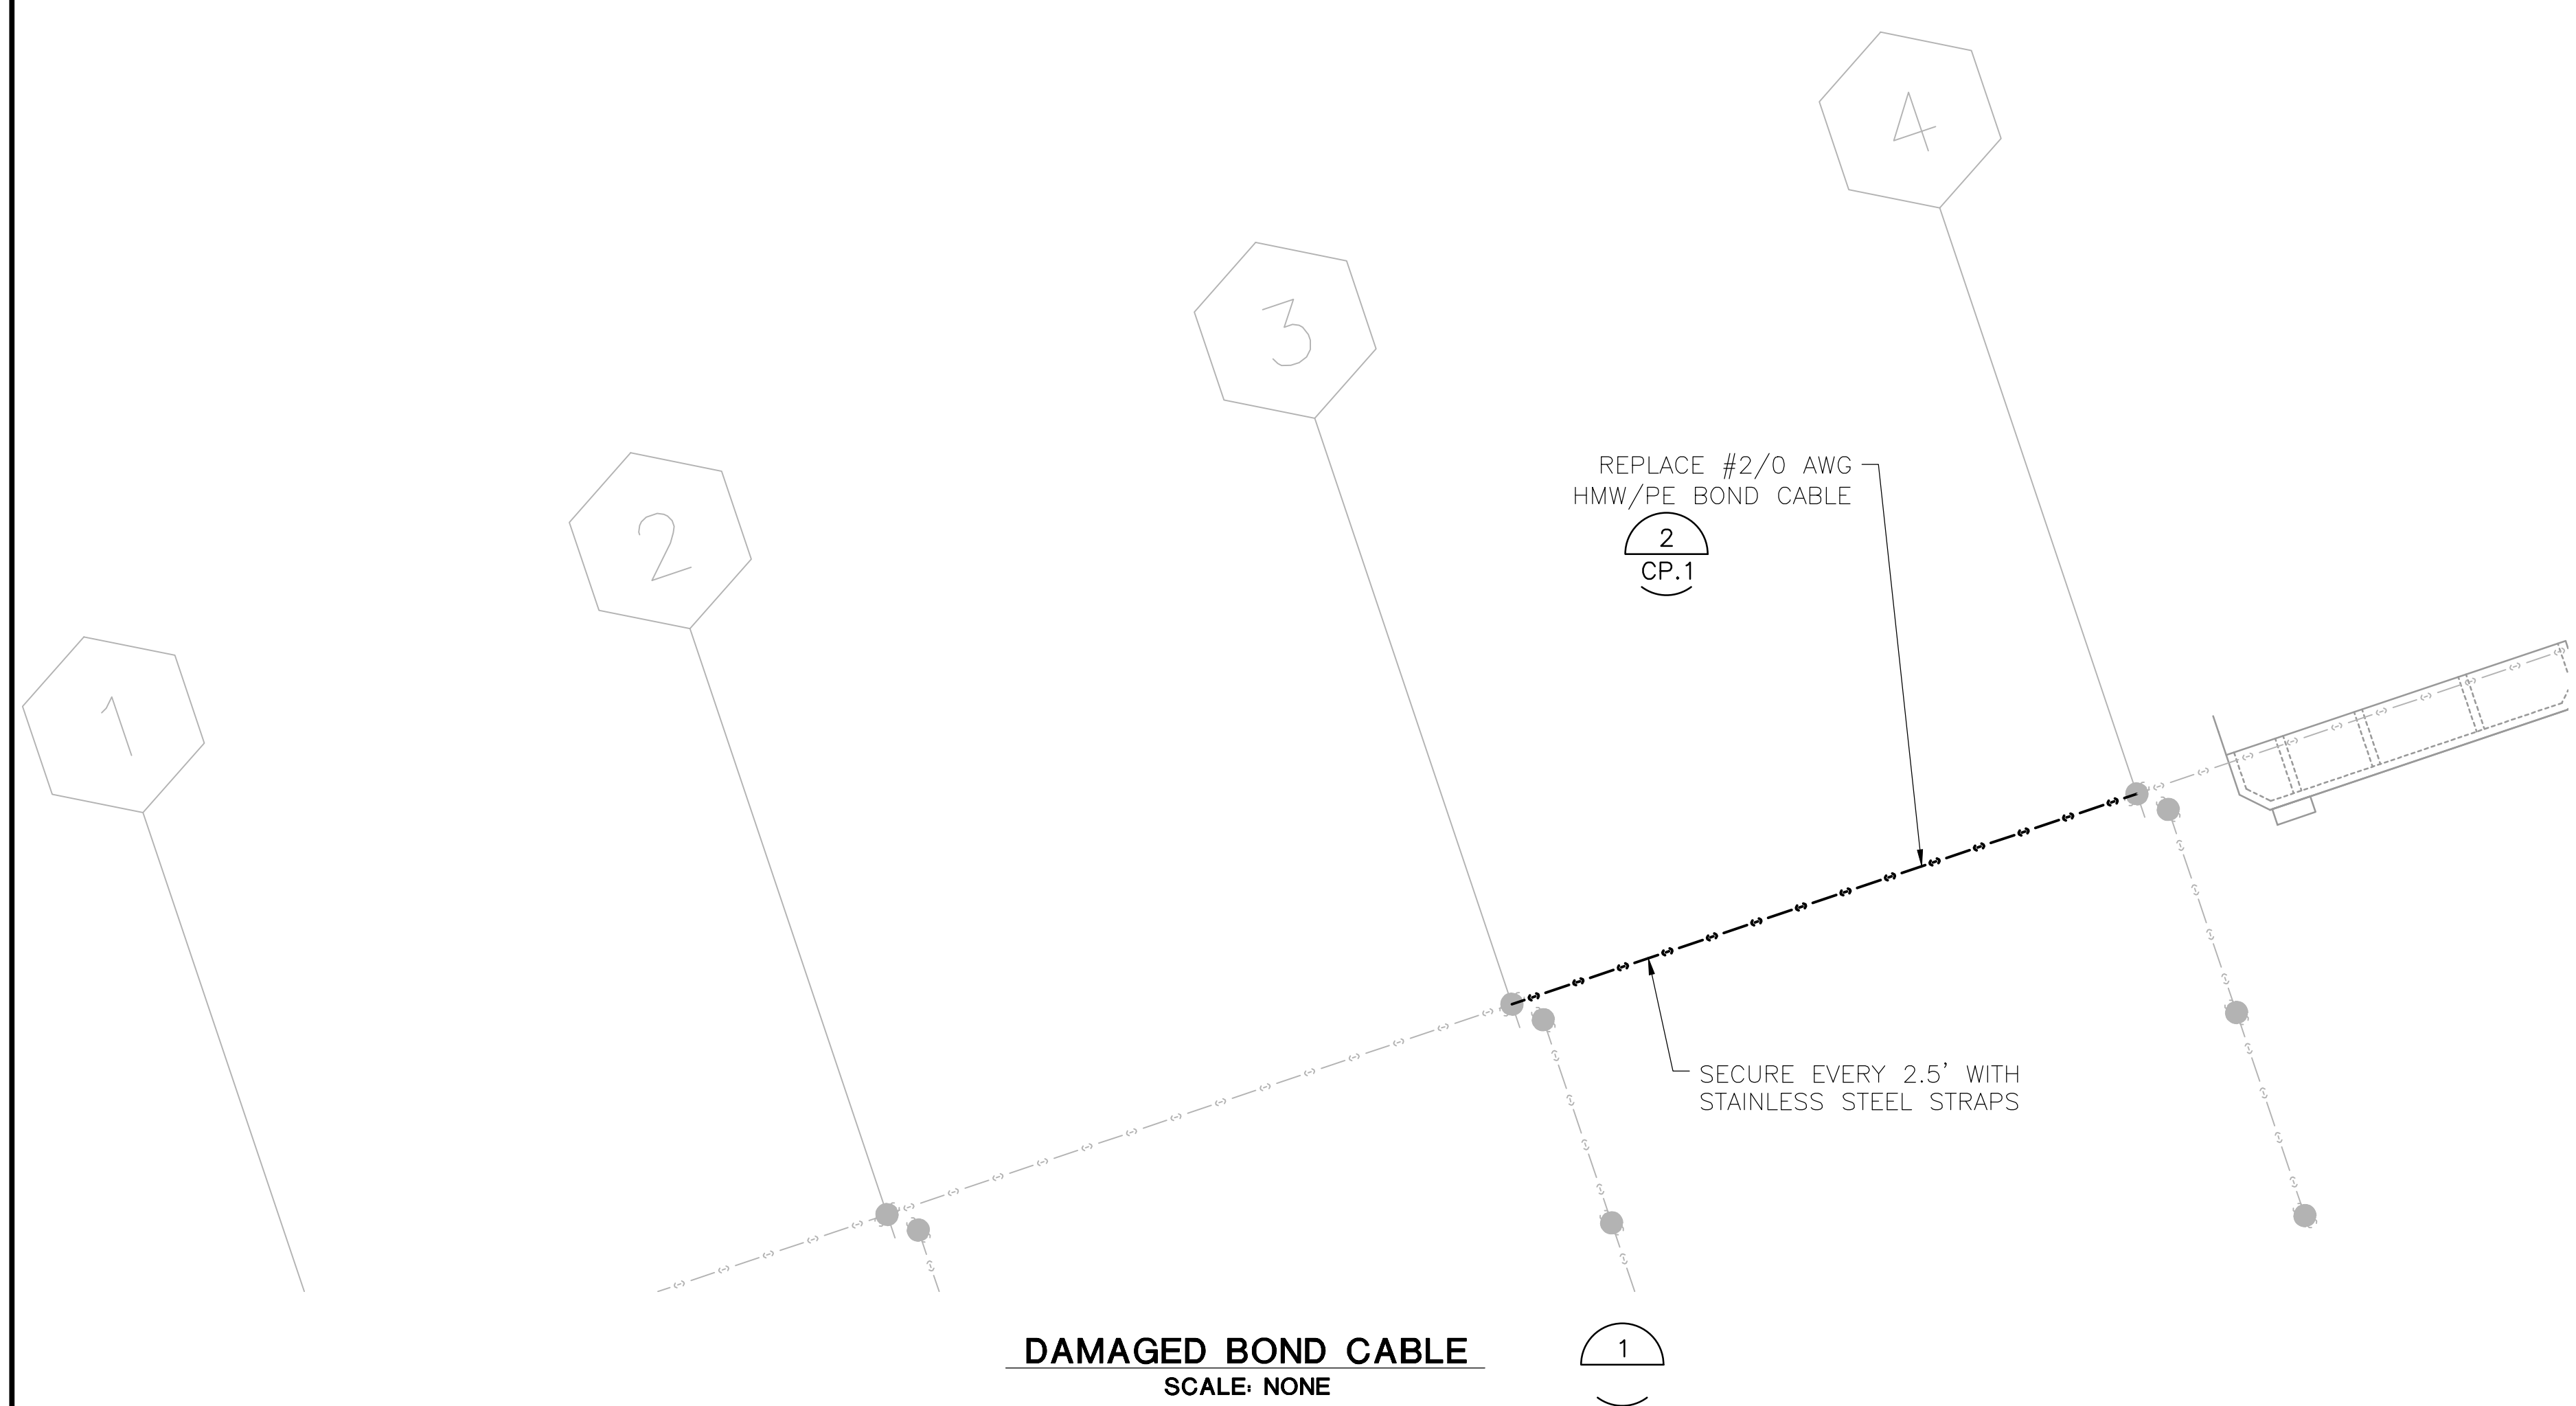 4
3
2
1
REPLACE #2/0 AWG
HMW/PE BOND CABLE
2
CP.1
SECURE EVERY 2.5' WITH
STAINLESS STEEL STRAPS
DAMAGED BOND CABLE
SCALE: NONE
1